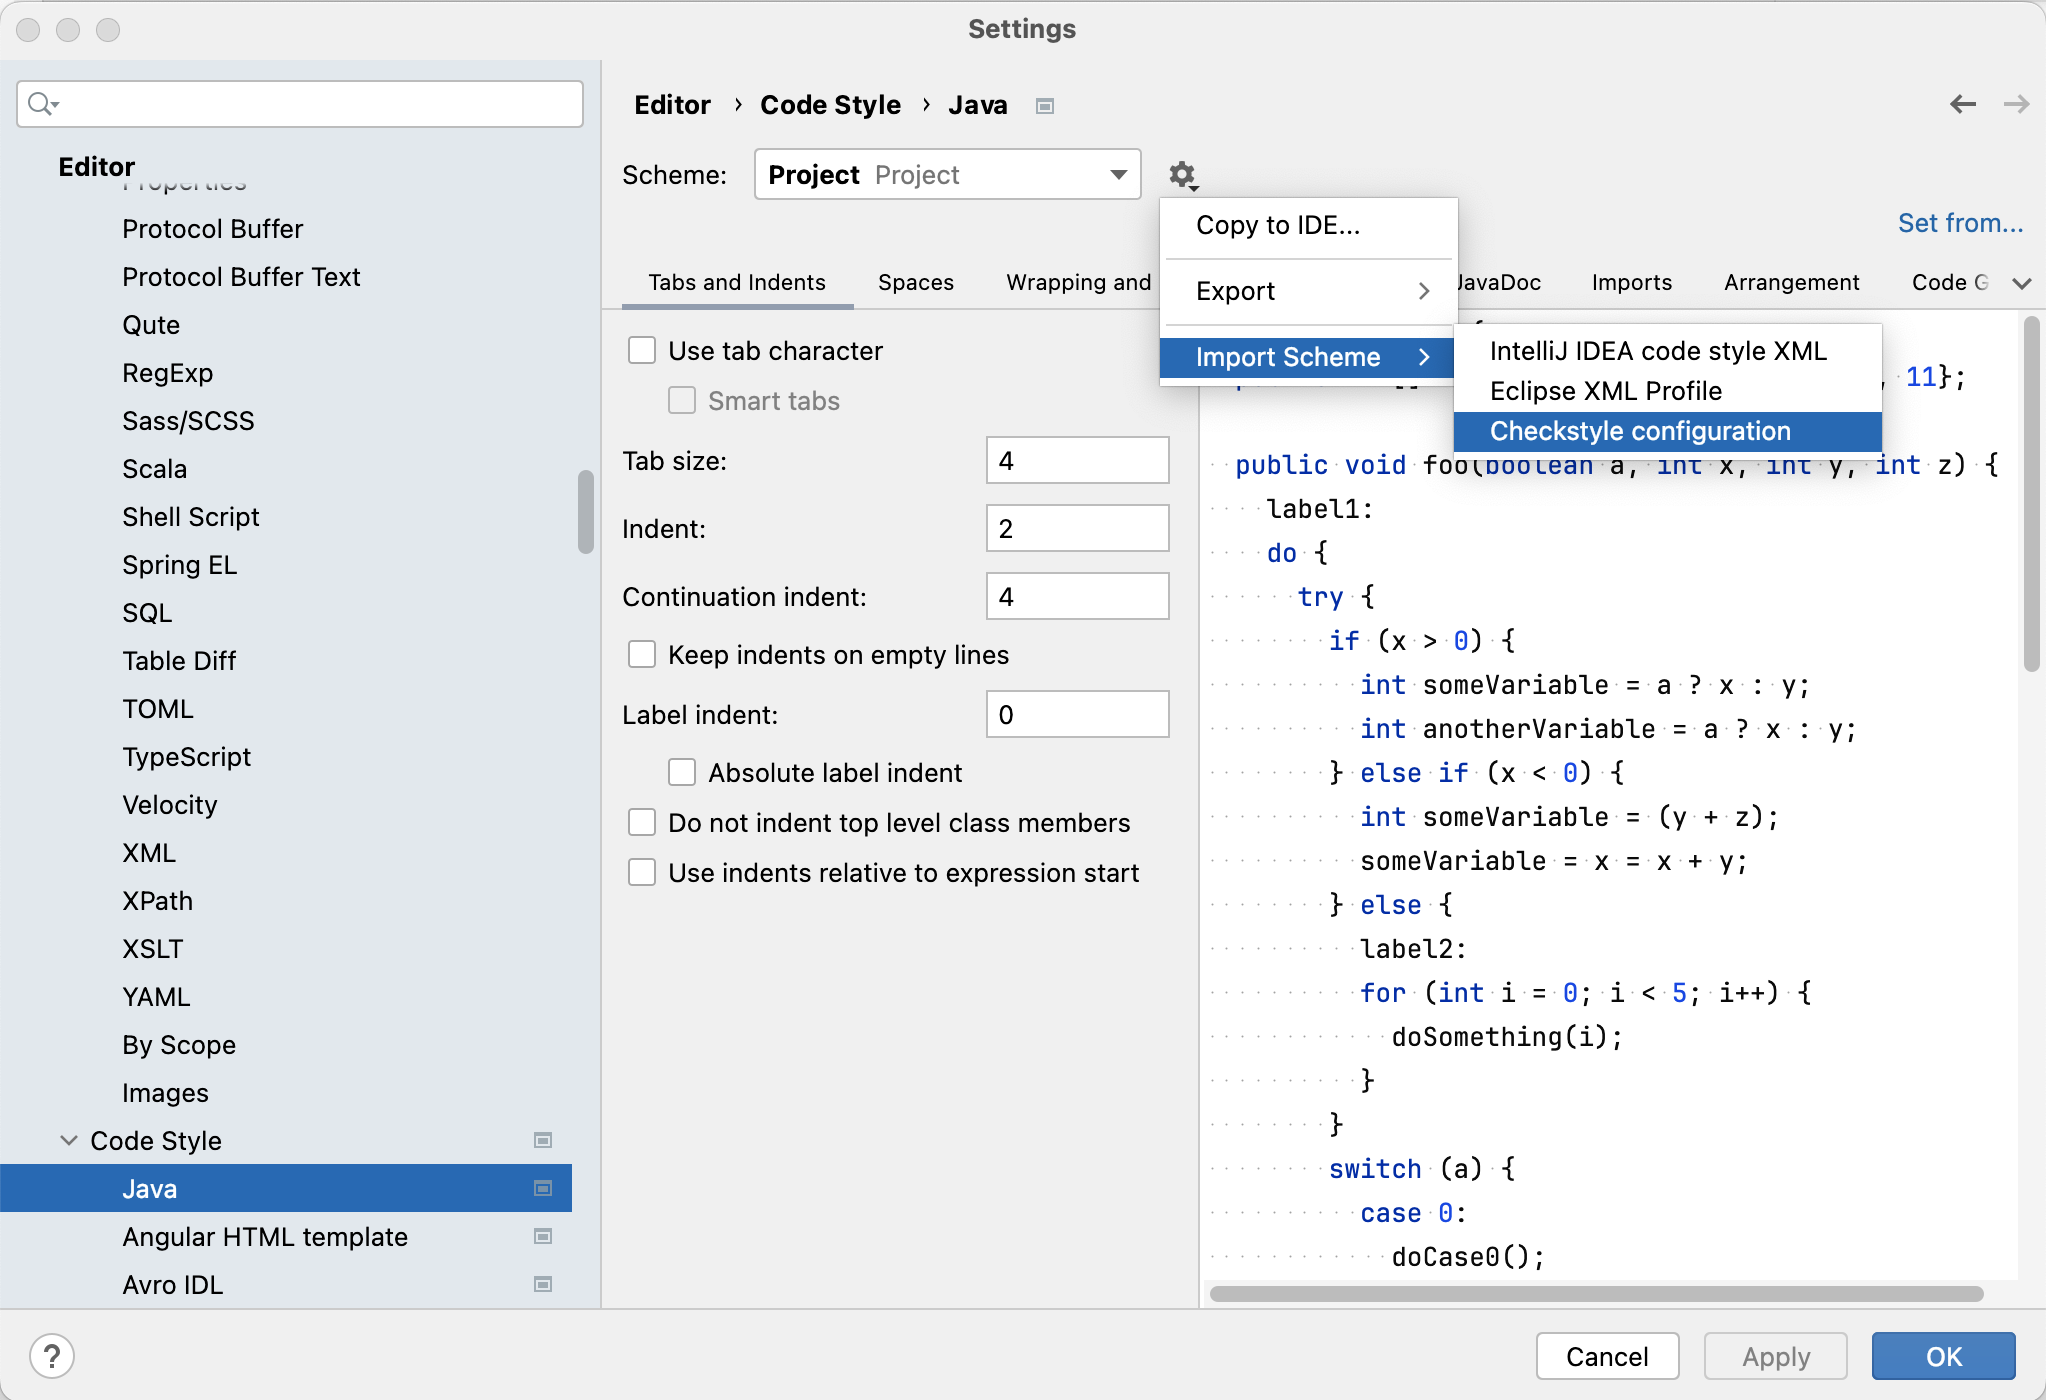 Settings
Editor
Properties
Protocol Buffer
Protocol Buffer Text
Qute
RegExp
Sass/SCSS
Scala
Shell Script
Spring EL
SQL
Table Diff
TOML
TypeScript
Velocity
XML
XPath
XSLT
YAML
By Scope
Images
Code Style
Java
Angular HTML template
Avro IDL
Editor › Code Style › Java
Scheme: Project Project
Set from...
Tabs and Indents Spaces Wrapping and JavaDoc Imports Arrangement Code G
Copy to IDE...
Export
Import Scheme
IntelliJ IDEA code style XML
Eclipse XML Profile
Checkstyle configuration
Use tab character
Smart tabs
Tab size: 4
Indent: 2
Continuation indent: 4
Keep indents on empty lines
Label indent: 0
Absolute label indent
Do not indent top level class members
Use indents relative to expression start
11};
public void foo(boolean a, int x, int y, int z) {
label1:
do {
try {
if (x > 0) {
int someVariable = a ? x : y;
int anotherVariable = a ? x : y;
} else if (x < 0) {
int someVariable = (y + z);
someVariable = x = x + y;
} else {
label2:
for (int i = 0; i < 5; i++) {
doSomething(i);
}
}
switch (a) {
case 0:
doCase0();
?
Cancel Apply OK